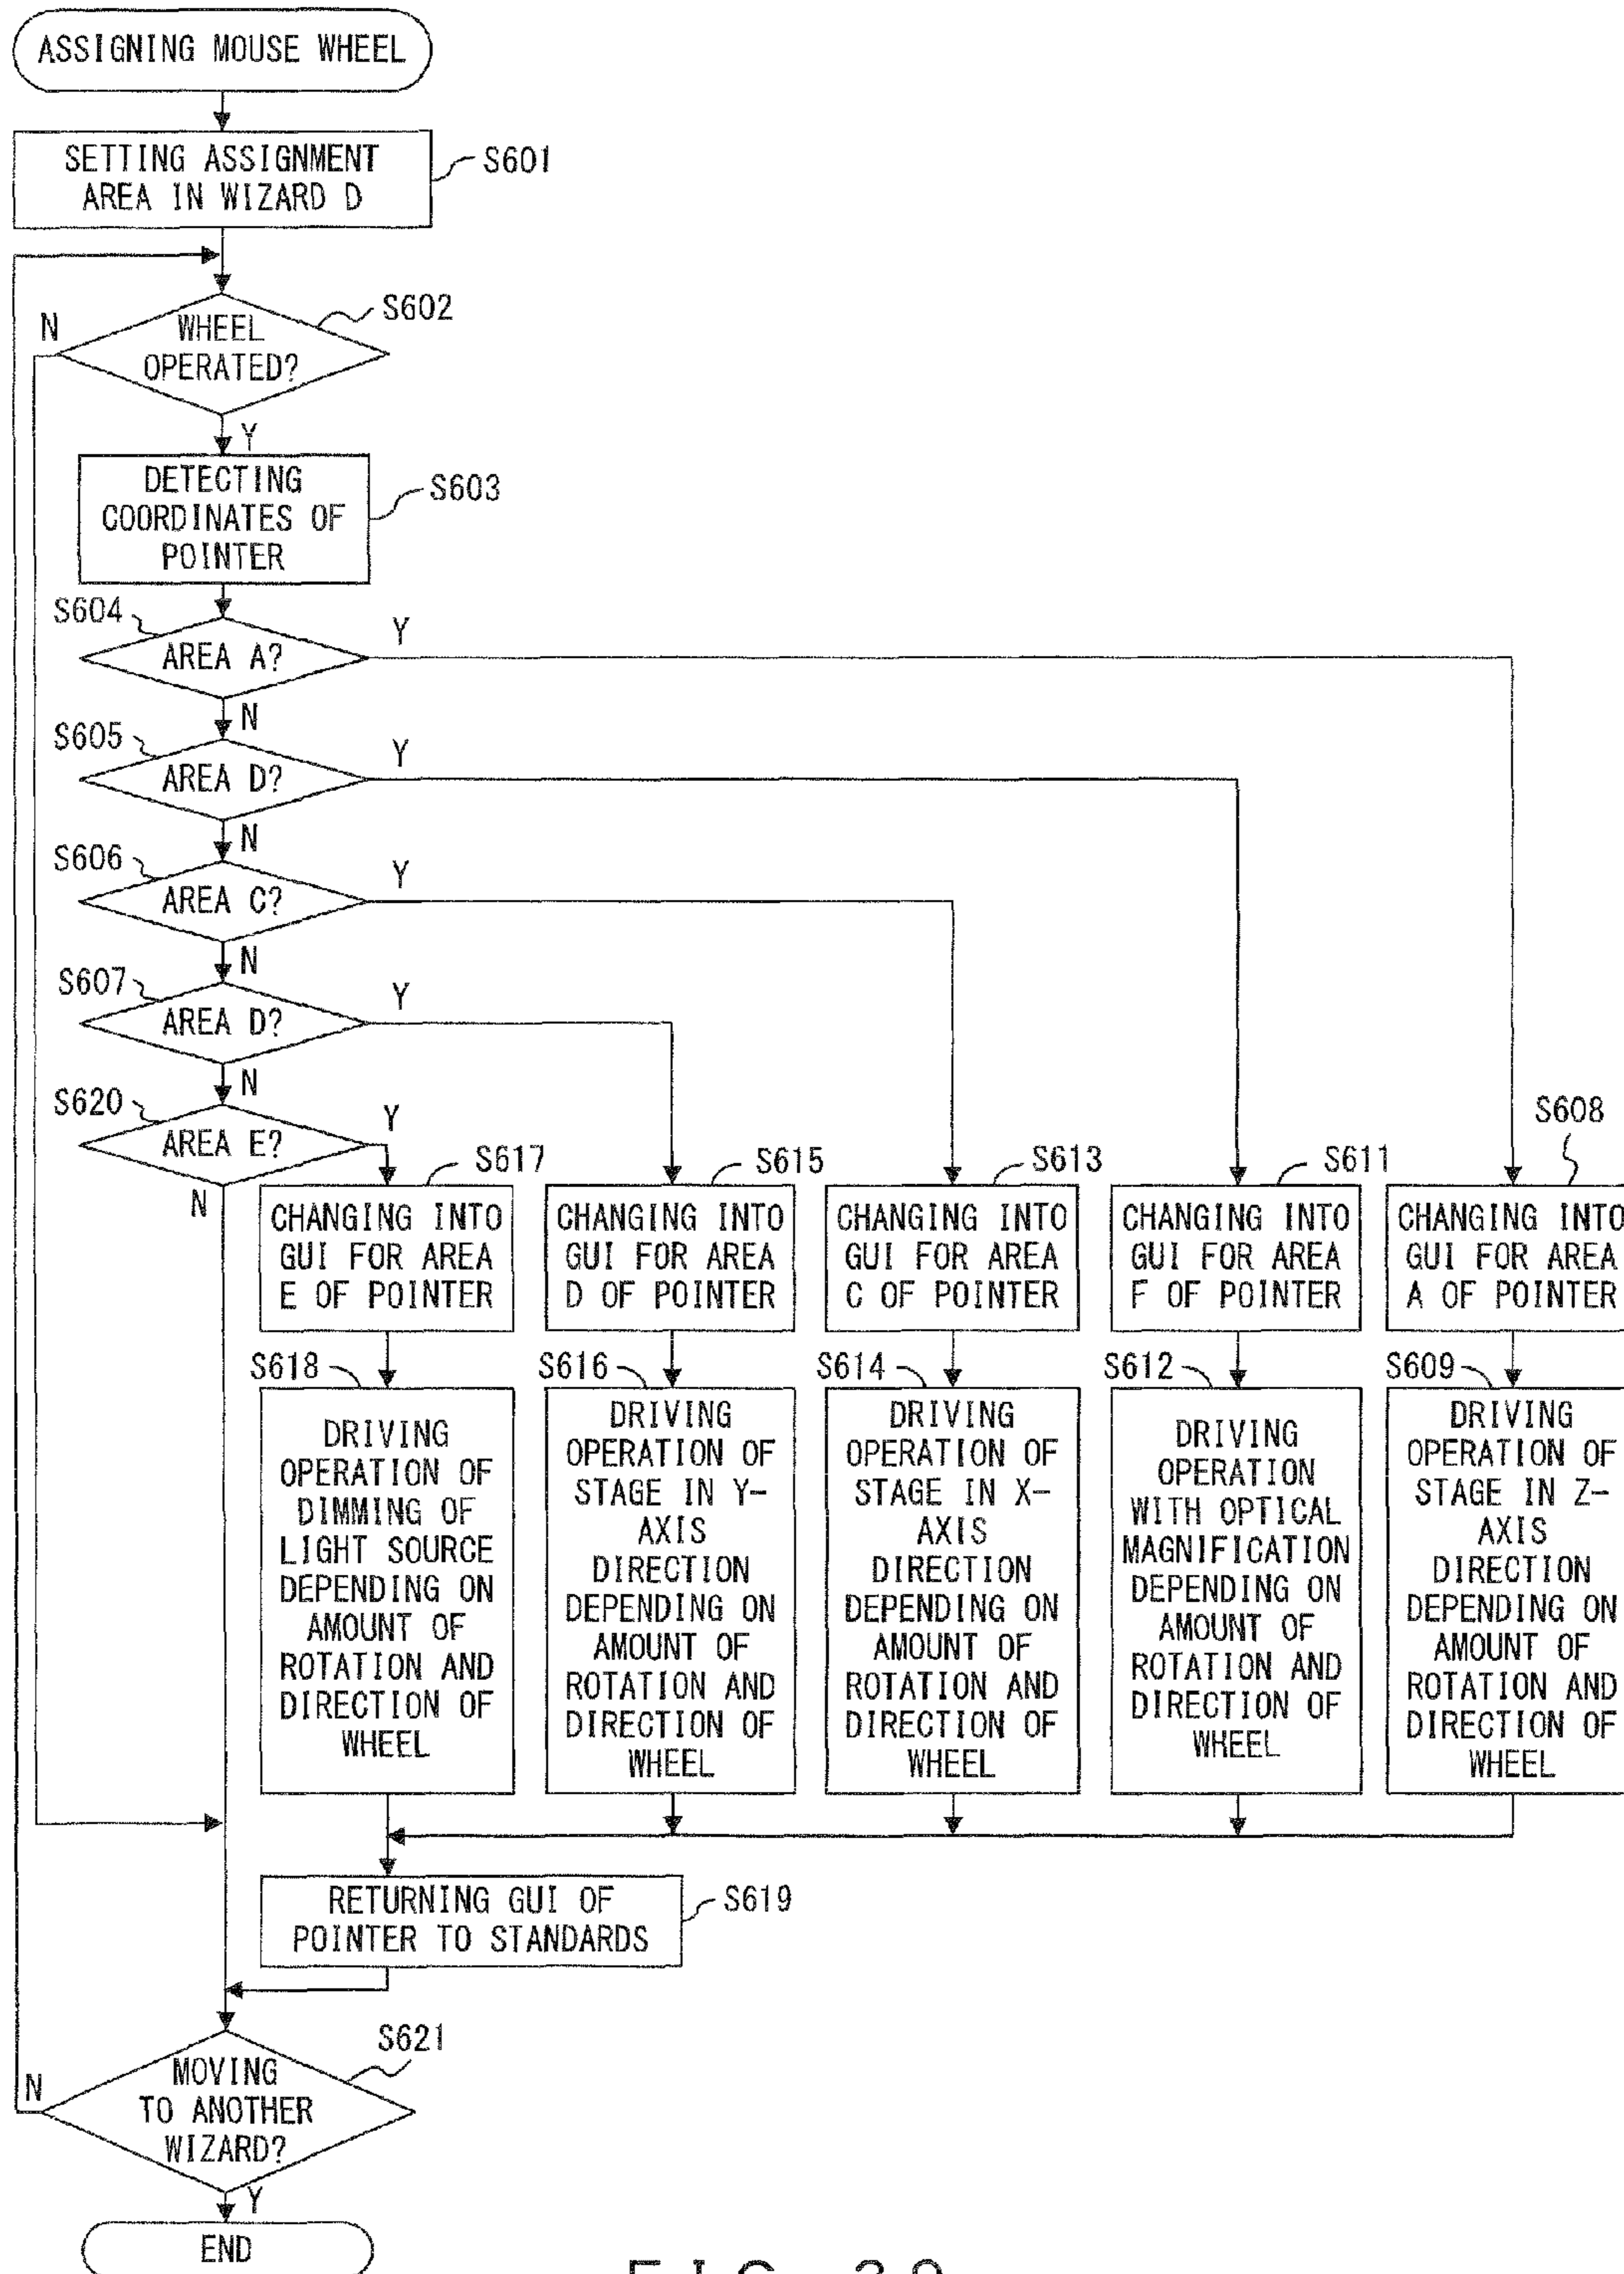 ASSIGNING MOUSE WHEEL
SETTING ASSIGNMENT
AREA IN WIZARD D
S601
S602
N
WHEEL
OPERATED?
Y
DETECTING
COORDINATES OF
POINTER
S603
S604
AREA A?
Y
N
S605
AREA D?
Y
N
S606
AREA C?
Y
N
S607
AREA D?
Y
N
S620
AREA E?
Y
N
S617
CHANGING INTO
GUI FOR AREA
E OF POINTER
S615
CHANGING INTO
GUI FOR AREA
D OF POINTER
S613
CHANGING INTO
GUI FOR AREA
C OF POINTER
S611
CHANGING INTO
GUI FOR AREA
F OF POINTER
S608
CHANGING INTO
GUI FOR AREA
A OF POINTER
S618
DRIVING
OPERATION OF
DIMMING OF
LIGHT SOURCE
DEPENDING ON
AMOUNT OF
ROTATION AND
DIRECTION OF
WHEEL
S616
DRIVING
OPERATION OF
STAGE IN Y-
AXIS
DIRECTION
DEPENDING ON
AMOUNT OF
ROTATION AND
DIRECTION OF
WHEEL
S614
DRIVING
OPERATION OF
STAGE IN X-
AXIS
DIRECTION
DEPENDING ON
AMOUNT OF
ROTATION AND
DIRECTION OF
WHEEL
S612
DRIVING
OPERATION
WITH OPTICAL
MAGNIFICATION
DEPENDING ON
AMOUNT OF
ROTATION AND
DIRECTION OF
WHEEL
S609
DRIVING
OPERATION OF
STAGE IN Z-
AXIS
DIRECTION
DEPENDING ON
AMOUNT OF
ROTATION AND
DIRECTION OF
WHEEL
RETURNING GUI OF
POINTER TO STANDARDS
S619
S621
MOVING
TO ANOTHER
WIZARD?
N
Y
END